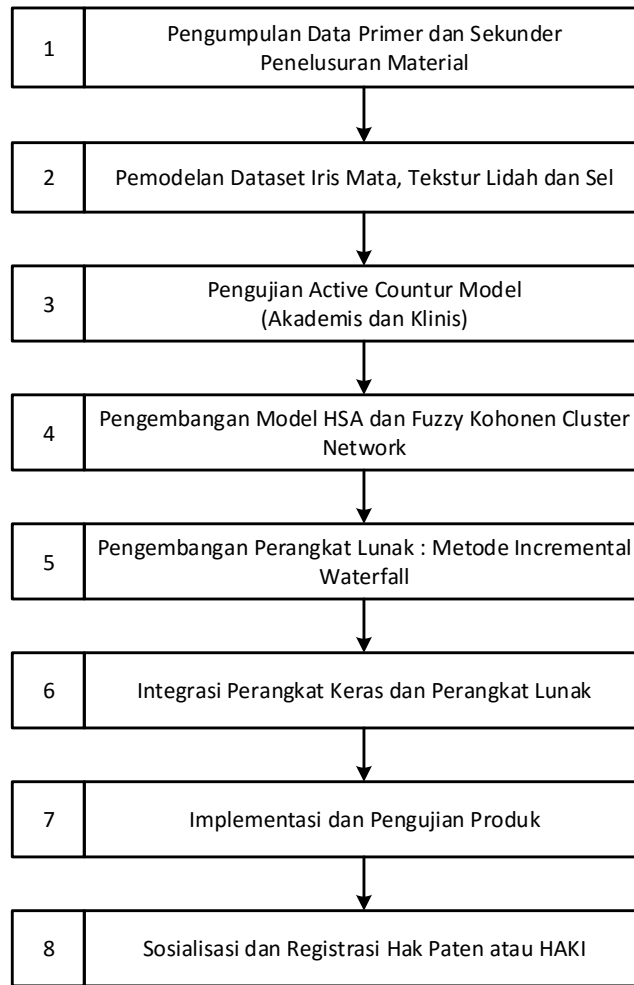 1
Pengumpulan Data Primer dan Sekunder
Penelusuran Material
2
Pemodelan Dataset Iris Mata, Tekstur Lidah dan Sel
3
Pengujian Active Countur Model
(Akademis dan Klinis)
4
Pengembangan Model HSA dan Fuzzy Kohonen Cluster
Network
5
Pengembangan Perangkat Lunak : Metode Incremental
Waterfall
6
Integrasi Perangkat Keras dan Perangkat Lunak
7
Implementasi dan Pengujian Produk
8
Sosialisasi dan Registrasi Hak Paten atau HAKI